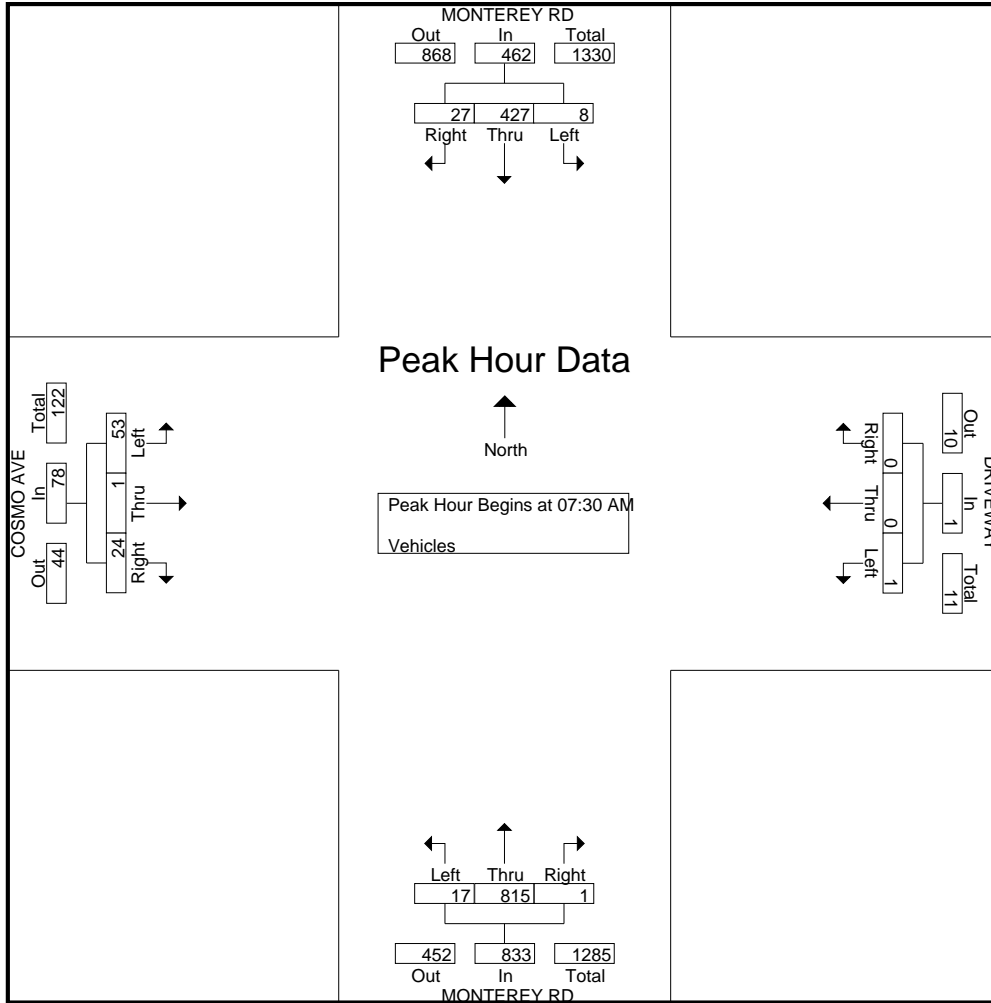 MONTEREY RD
Out In Total
868 462 1330
27 427 8
Right Thru Left
Peak Hour Data
North
Peak Hour Begins at 07:30 AM
Vehicles
COSMO AVE
Total In Out
122 78 44
53 1 24
Left Thru Right
Right Thru Left
0 0 1
Out In Total
10 1 11
DRIVEWAY
Left Thru Right
17 815 1
452 833 1285
Out In Total
MONTEREY RD